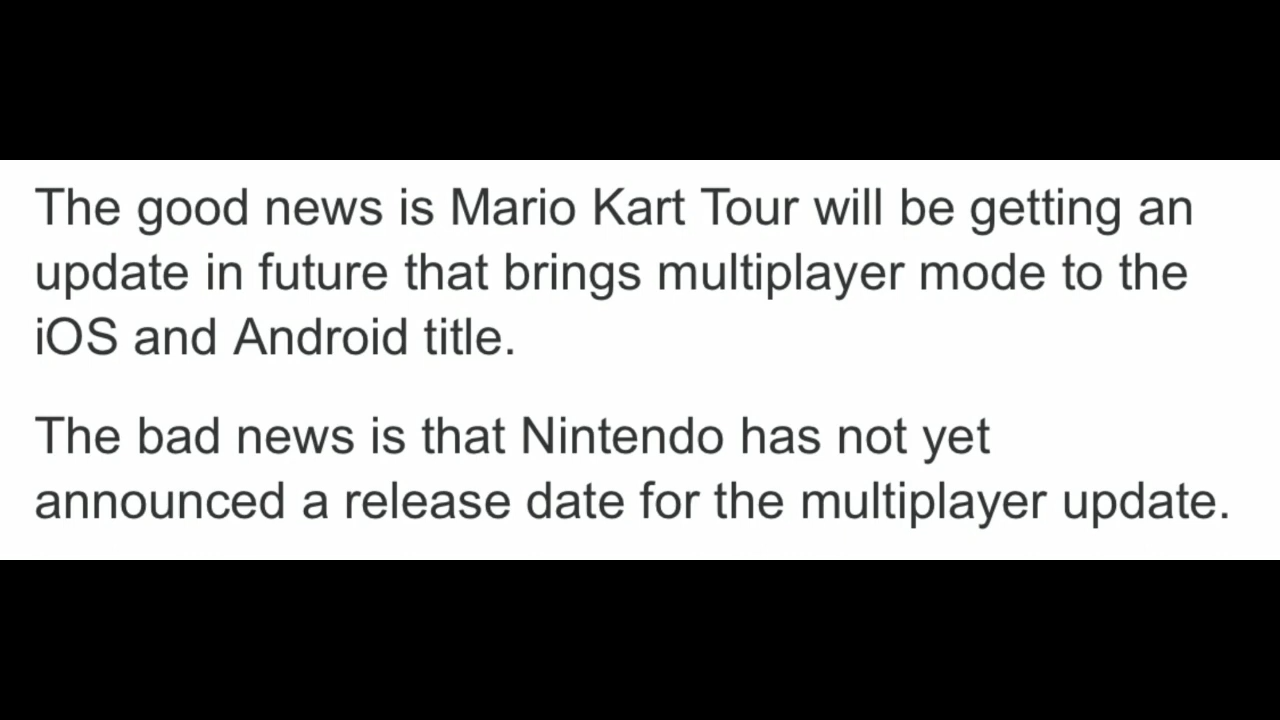 The good news is Mario Kart Tour will be getting an
update in future that brings multiplayer mode to the
iOS and Android title.
The bad news is that Nintendo has not yet
announced a release date for the multiplayer update.